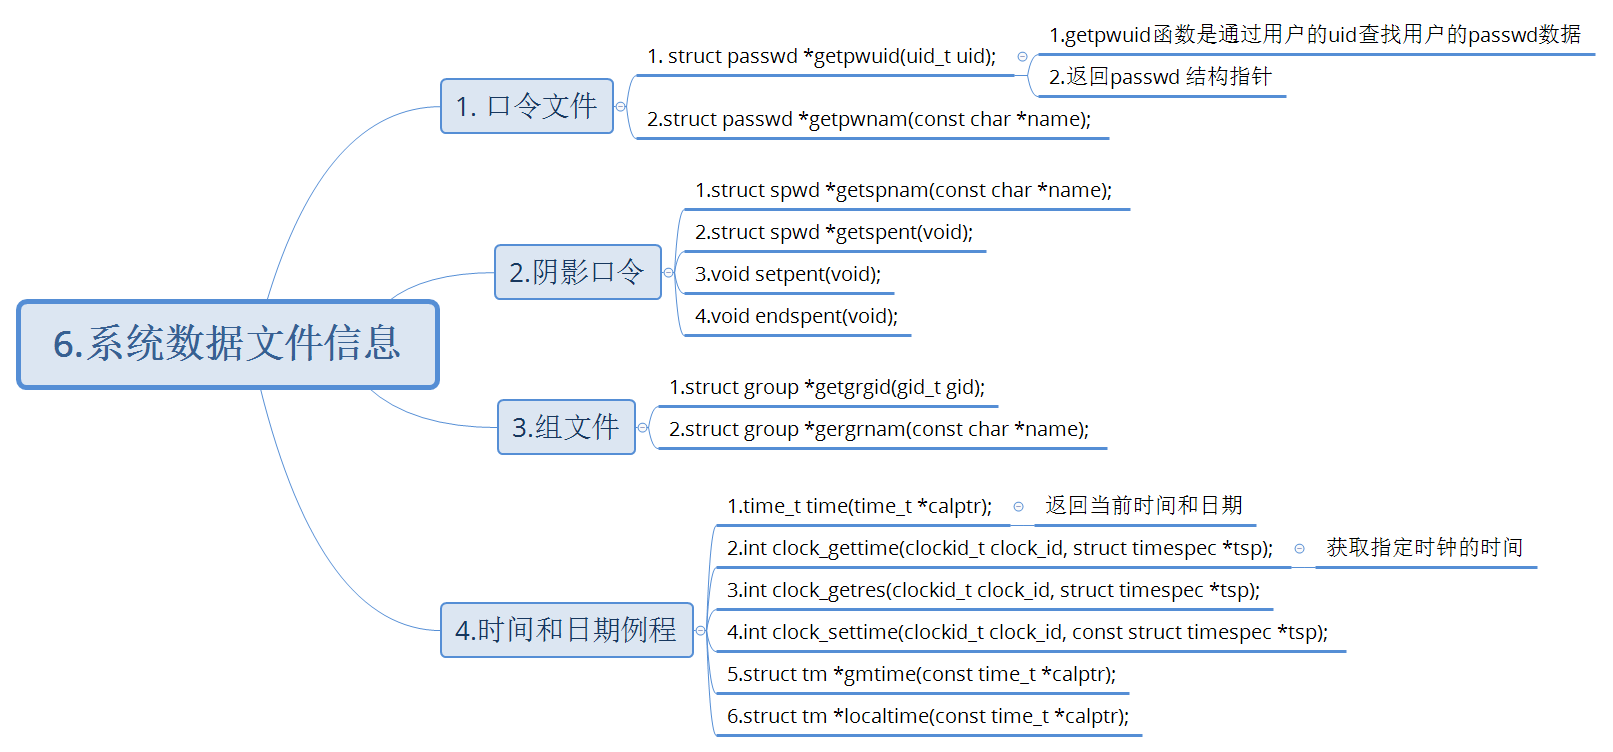 6.系统数据文件信息
1. 口令文件
1. struct passwd *getpwuid(uid_t uid);
1.getpwuid函数是通过用户的uid查找用户的passwd数据
2.返回passwd 结构指针
2.struct passwd *getpwnam(const char *name);
2.阴影口令
1.struct spwd *getspnam(const char *name);
2.struct spwd *getspent(void);
3.void setpent(void);
4.void endspent(void);
3.组文件
1.struct group *getgrgid(gid_t gid);
2.struct group *gergrnam(const char *name);
4.时间和日期例程
1.time_t time(time_t *calptr);
返回当前时间和日期
2.int clock_gettime(clockid_t clock_id, struct timespec *tsp);
获取指定时钟的时间
3.int clock_getres(clockid_t clock_id, struct timespec *tsp);
4.int clock_settime(clockid_t clock_id, const struct timespec *tsp);
5.struct tm *gmtime(const time_t *calptr);
6.struct tm *localtime(const time_t *calptr);